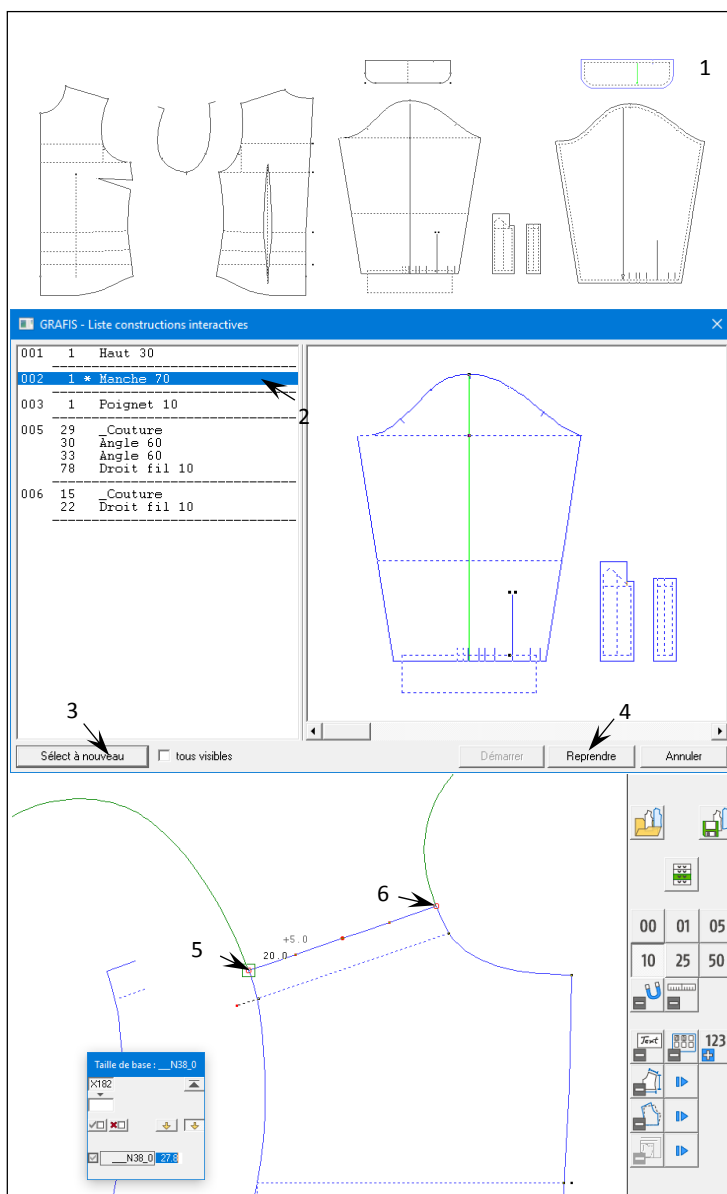 1
GRAFIS - Liste constructions interactives
001 1 Haut 30
002 1 * Manche 70
2
003 1 Poignet 10
005 29 _Couture
30 Angle 60
33 Angle 60
78 Droit fil 10
006 15 _Couture
22 Droit fil 10
3
4
Sélect à nouveau
tous visibles
Démarrer
Reprendre
Annuler
6
5
+5.0
20.0
00 01 05
10 25 50
Text
123
Taille de base : __N38_0
X182
___N38_0 27.8